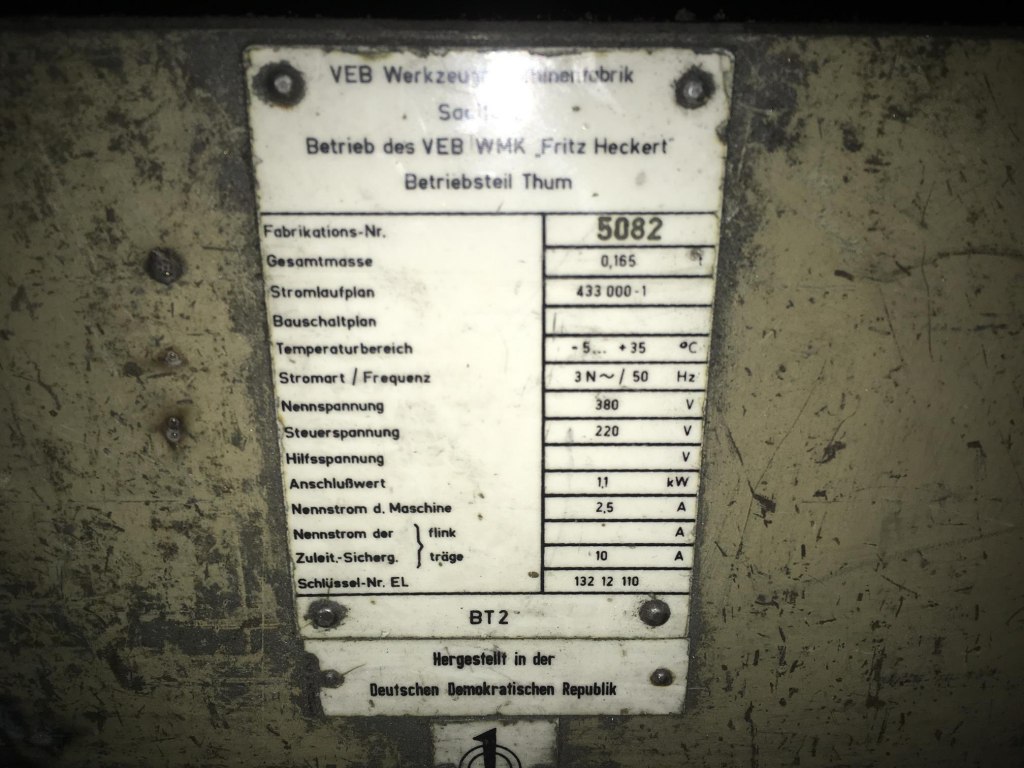 VEB
Betrieb des VEB WMK „Fritz Heckert"
Betriebsteil Thum
Fabrikations-Nr. 5082
Gesamtmasse 0,165 t
Stromlaufplan 433 000-1
Bauschaltplan
Temperaturbereich -5... +35 °C
Stromart / Frequenz 3 N ~ / 50 Hz
Nennspannung 380 V
Steuerspannung 220 V
Hilfsspannung V
Anschlußwert 1,1 kW
Nennstrom d. Maschine 2,5 A
Nennstrom der } flink A
Zuleit.-Sicherg. } träge 10 A
Schlüssel-Nr. EL 132 12 110
BT 2
Hergestellt in der
Deutschen Demokratischen Republik
1